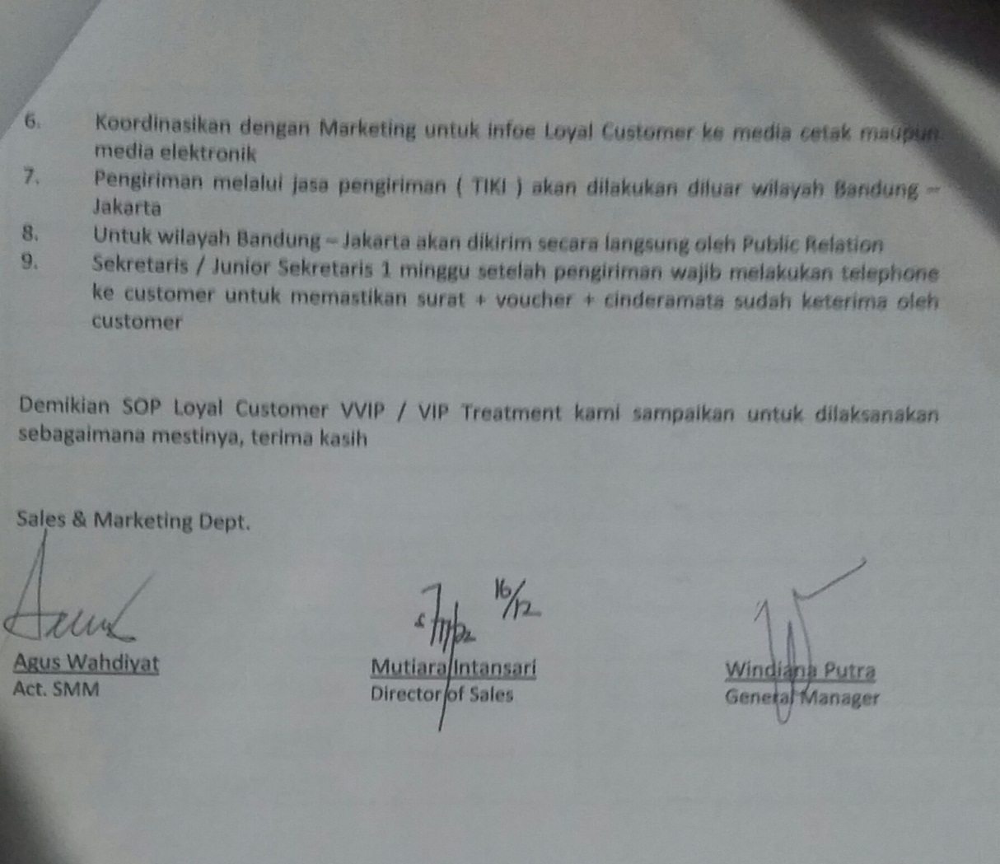 6. Koordinasikan dengan Marketing untuk infoe Loyal Customer ke media cetak maupun
media elektronik
7. Pengiriman melalui jasa pengiriman ( TIKI ) akan dilakukan diluar wilayah Bandung –
Jakarta
8. Untuk wilayah Bandung – Jakarta akan dikirim secara langsung oleh Public Relation
9. Sekretaris / Junior Sekretaris 1 minggu setelah pengiriman wajib melakukan telephone
ke customer untuk memastikan surat + voucher + cinderamata sudah keterima oleh
customer
Demikian SOP Loyal Customer VVIP / VIP Treatment kami sampaikan untuk dilaksanakan
sebagaimana mestinya, terima kasih
Sales & Marketing Dept.
16/12
Agus Wahdiyat Mutiara Intansari Windiana Putra
Act. SMM Director of Sales General Manager